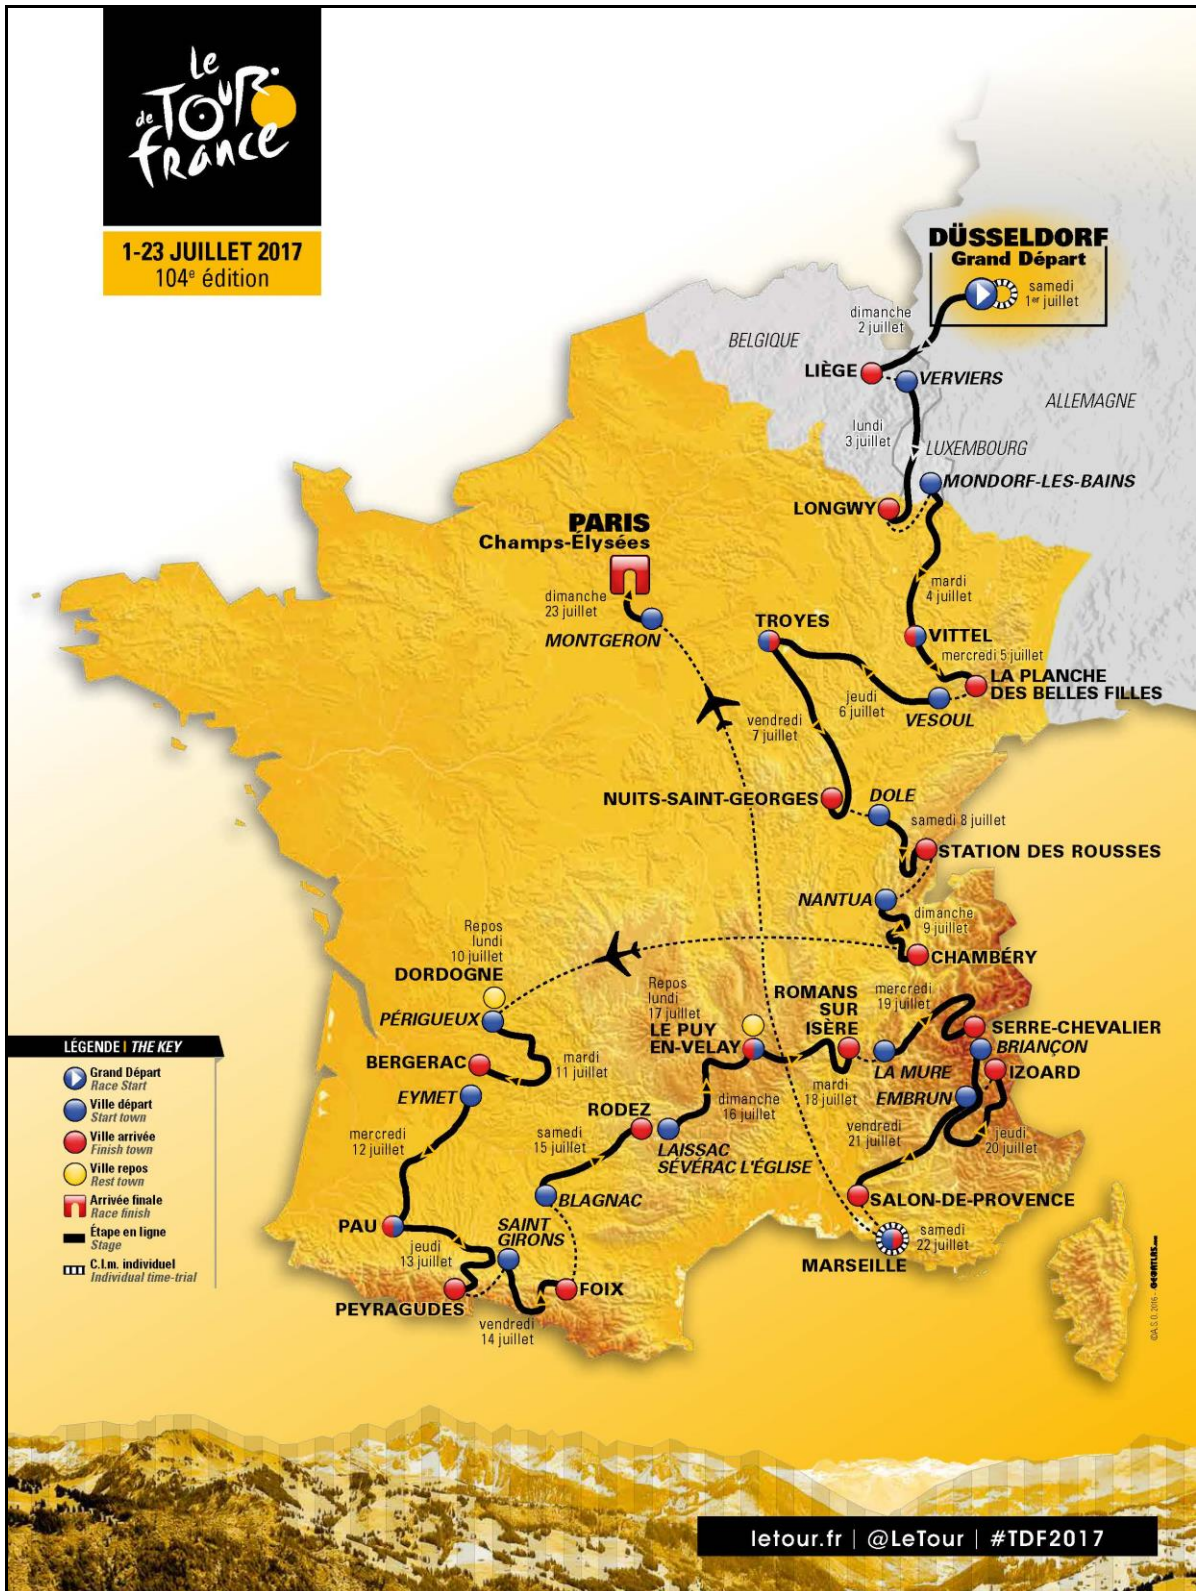 Le
de TOUR
france
1-23 JUILLET 2017
104e édition
DÜSSELDORF
Grand Départ
samedi
1er juillet
dimanche
2 juillet
BELGIQUE
LIÈGE
VERVIERS
ALLEMAGNE
lundi
3 juillet
LUXEMBOURG
MONDORF-LES-BAINS
LONGWY
PARIS
Champs-Élysées
dimanche
23 juillet
MONTGERON
mardi
4 juillet
TROYES
VITTEL
mercredi 5 juillet
LA PLANCHE
DES BELLES FILLES
jeudi
6 juillet
VESOUL
vendredi
7 juillet
NUITS-SAINT-GEORGES
DOLE
samedi 8 juillet
STATION DES ROUSSES
NANTUA
dimanche
9 juillet
CHAMBÉRY
Repos
lundi
10 juillet
DORDOGNE
PÉRIGUEUX
BERGERAC
mardi
11 juillet
EYMET
Repos
lundi
17 juillet
LE PUY
EN-VELAY
ROMANS
SUR
ISÈRE
mercredi
19 juillet
SERRE-CHEVALIER
BRIANÇON
LA MURE
IZOARD
EMBRUN
mardi
18 juillet
dimanche
16 juillet
RODEZ
samedi
15 juillet
LAISSAC
SÉVÉRAC L'ÉGLISE
vendredi
21 juillet
jeudi
20 juillet
mercredi
12 juillet
BLAGNAC
SALON-DE-PROVENCE
PAU
jeudi
13 juillet
SAINT
GIRONS
samedi
22 juillet
MARSEILLE
PEYRAGUDES
FOIX
vendredi
14 juillet
LÉGENDE | THE KEY
Grand Départ
Race Start
Ville départ
Start town
Ville arrivée
Finish town
Ville repos
Rest town
Arrivée finale
Race finish
Étape en ligne
Stage
C.l.m. individuel
Individual time-trial
©A.S.O. 2016 - GEOATLAS.com
letour.fr | @LeTour | #TDF2017